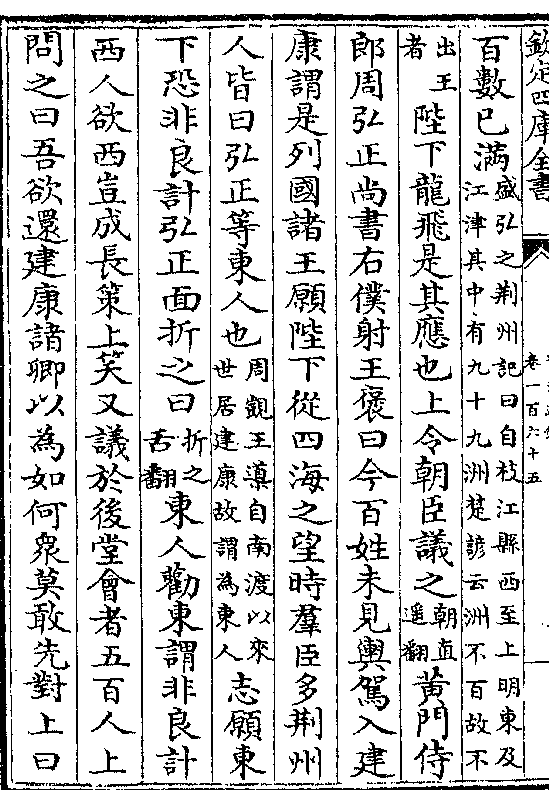 欽定四庫全書
卷一百六十五
百數巳滿盛弘之荆州記曰自枝江縣西至上明東及江津其中有九十九洲楚諺云洲不百故不
出王者陛下龍飛是其應也上令朝臣議之朝直遥翻黄門侍
郎周弘正尚書右僕射王褒曰今百姓未見輿駕入建
康謂是列國諸王願陛下從四海之望時羣臣多荆州
人皆曰弘正等東人也周觀王導自南渡以來世居建康故謂為東人志願東
下恐非良計弘正面折之曰折之舌翻東人勸東謂非良計
西人欲西豈成長策上笑又議於後堂會者五百人上
問之曰吾欲還建康諸卿以為如何衆莫敢先對上曰